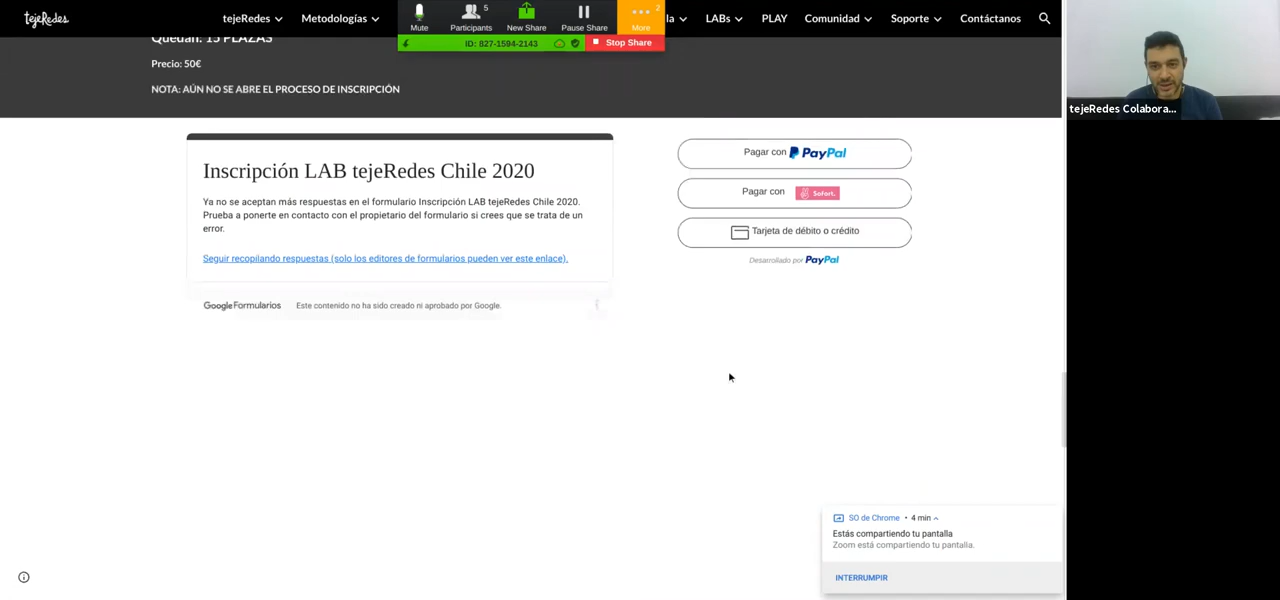 tejeRedes
tejeRedes
Metodologías
Mute
Participants
5
New Share
Pause Share
More
2
la
LABs
PLAY
Comunidad
Soporte
Contáctanos
ID: 827-1594-2143
Stop Share
Quedan: 15 PLAZAS
Precio: 50€
NOTA: AÚN NO SE ABRE EL PROCESO DE INSCRIPCIÓN
tejeRedes Colabora...
Inscripción LAB tejeRedes Chile 2020
Ya no se aceptan más respuestas en el formulario Inscripción LAB tejeRedes Chile 2020.
Prueba a ponerte en contacto con el propietario del formulario si crees que se trata de un
error.
Seguir recopilando respuestas (solo los editores de formularios pueden ver este enlace).
Google Formularios
Este contenido no ha sido creado ni aprobado por Google.
Pagar con PayPal
Pagar con Sofort.
Tarjeta de débito o crédito
Desarrollado por PayPal
SO de Chrome • 4 min
Estás compartiendo tu pantalla
Zoom está compartiendo tu pantalla.
INTERRUMPIR